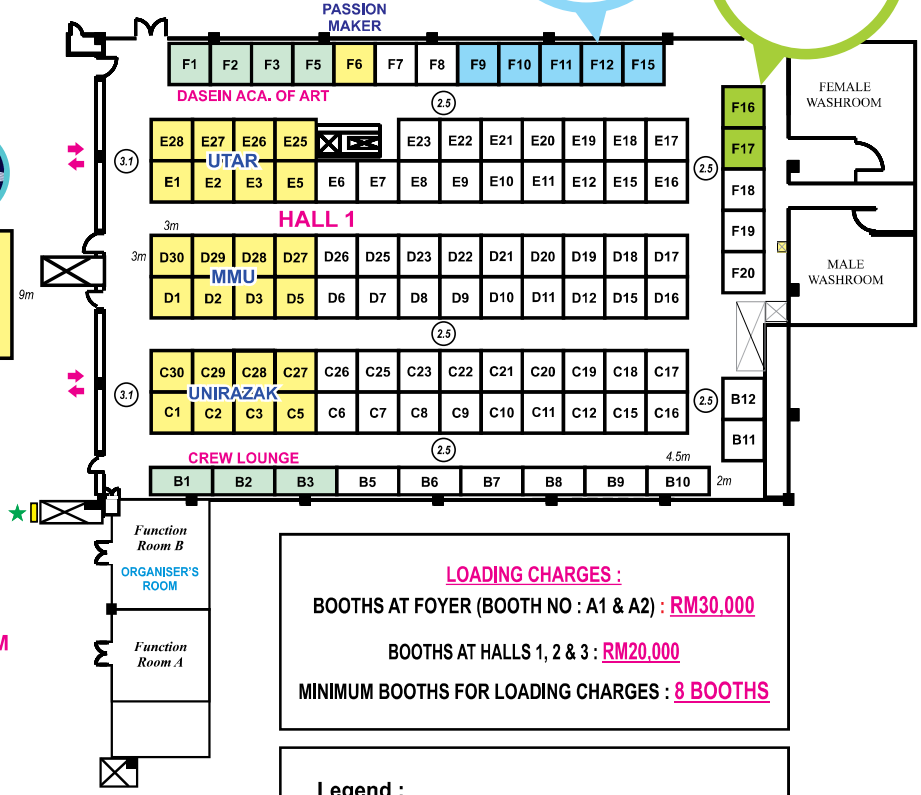 PASSION
MAKER
F1 F2 F3 F5 F6 F7 F8 F9 F10 F11 F12 F15
DASEIN ACA. OF ART
2.5
FEMALE
WASHROOM
F16
E28 E27 E26 E25 E23 E22 E21 E20 E19 E18 E17
F17
3.1
UTAR
2.5
E1 E2 E3 E5 E6 E7 E8 E9 E10 E11 E12 E15 E16
F18
HALL 1
3m
F19
3m
D30 D29 D28 D27 D26 D25 D23 D22 D21 D20 D19 D18 D17
MMU
F20
MALE
WASHROOM
9m
D1 D2 D3 D5 D6 D7 D8 D9 D10 D11 D12 D15 D16
2.5
C30 C29 C28 C27 C26 C25 C23 C22 C21 C20 C19 C18 C17
3.1
UNIRAZAK
2.5
B12
C1 C2 C3 C5 C6 C7 C8 C9 C10 C11 C12 C15 C16
B11
2.5
CREW LOUNGE
4.5m
B1 B2 B3 B5 B6 B7 B8 B9 B10
2m
Function
Room B
ORGANISER'S
ROOM
Function
Room A
M
LOADING CHARGES :
BOOTHS AT FOYER (BOOTH NO : A1 & A2) : RM30,000
BOOTHS AT HALLS 1, 2 & 3 : RM20,000
MINIMUM BOOTHS FOR LOADING CHARGES : 8 BOOTHS
Legend :